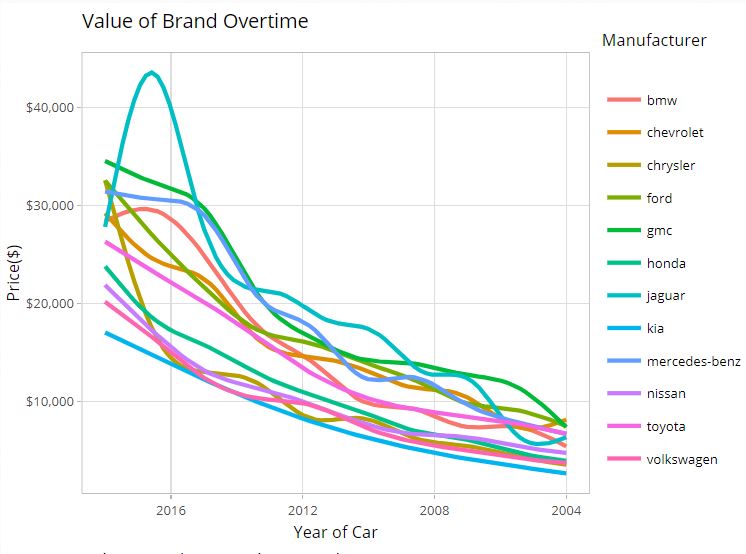 Value of Brand Overtime
Manufacturer
bmw
chevrolet
chrysler
ford
gmc
honda
jaguar
kia
mercedes-benz
nissan
toyota
volkswagen
Price($)
$40,000
$30,000
$20,000
$10,000
2016 2012 2008 2004
Year of Car